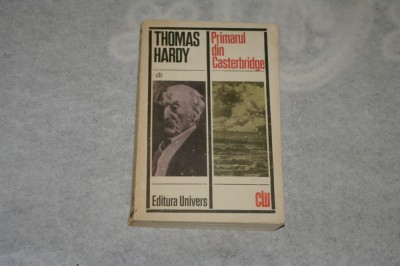 THOMAS
HARDY
Primarul
din
Casterbridge
Editura Univers
clu